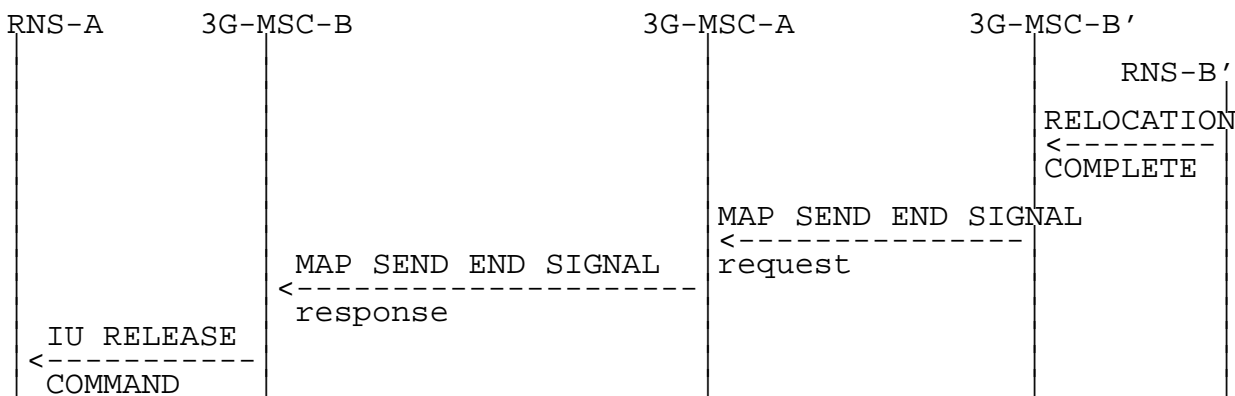 RNS-A 3G-MSC-B 3G-MSC-A 3G-MSC-B'
RNS-B'
RELOCATION
COMPLETE
MAP SEND END SIGNAL
request
MAP SEND END SIGNAL
response
IU RELEASE
COMMAND